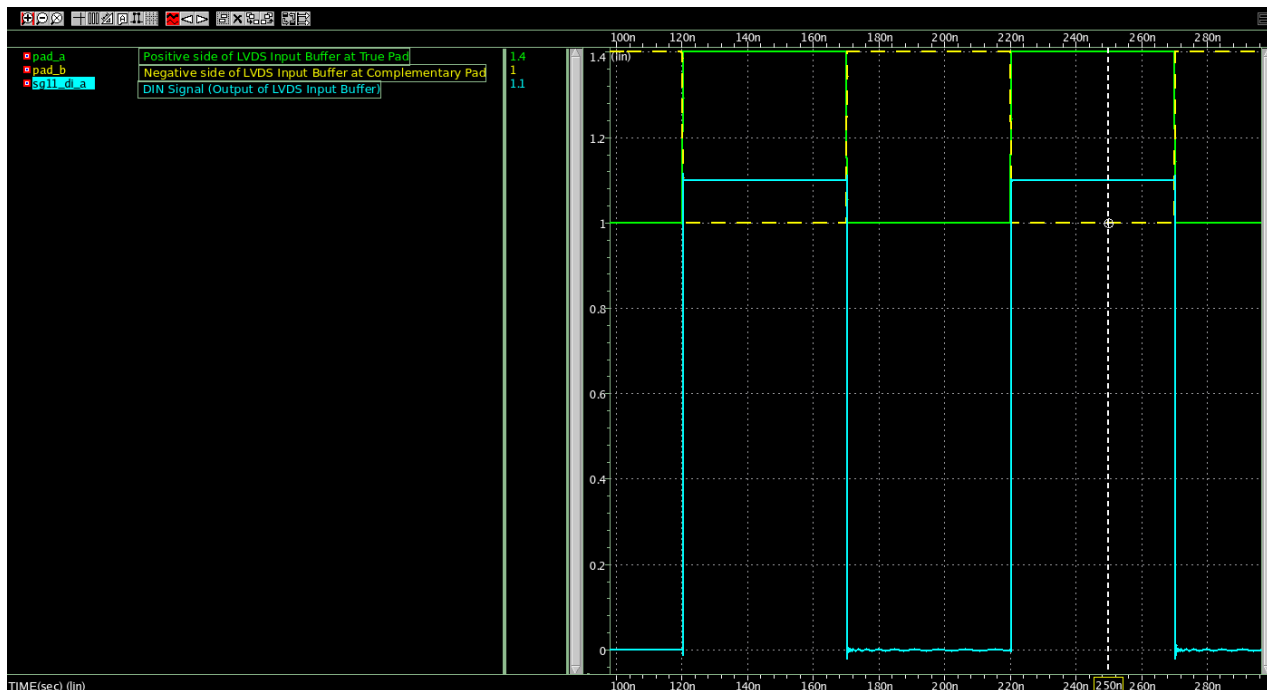 100n 120n 140n 160n 180n 200n 220n 240n 260n 280n
pad_a Positive side of LVDS Input Buffer at True Pad 1.4
pad_b Negative side of LVDS Input Buffer at Complementary Pad 1
sg11_di_a DIN Signal (Output of LVDS Input Buffer) 1.1
1.4 (lin)
1.2
1
0.8
0.6
0.4
0.2
0
TIME(sec) (lin) 100n 120n 140n 160n 180n 200n 220n 240n 250n 260n 280n